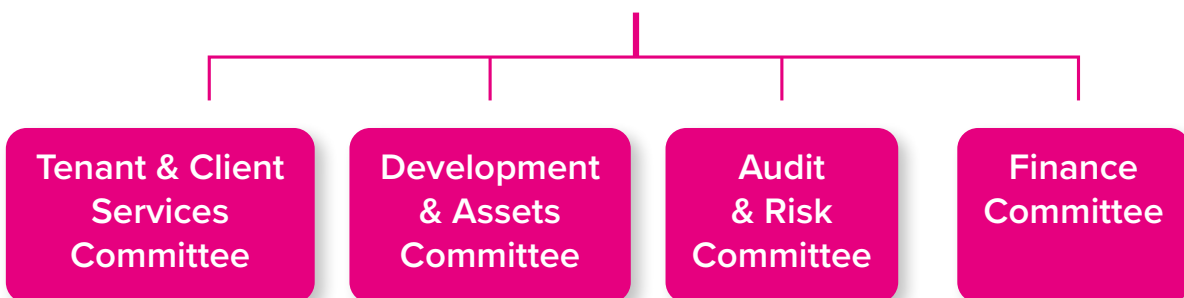 Tenant & Client
Services
Committee
Development
& Assets
Committee
Audit
& Risk
Committee
Finance
Committee